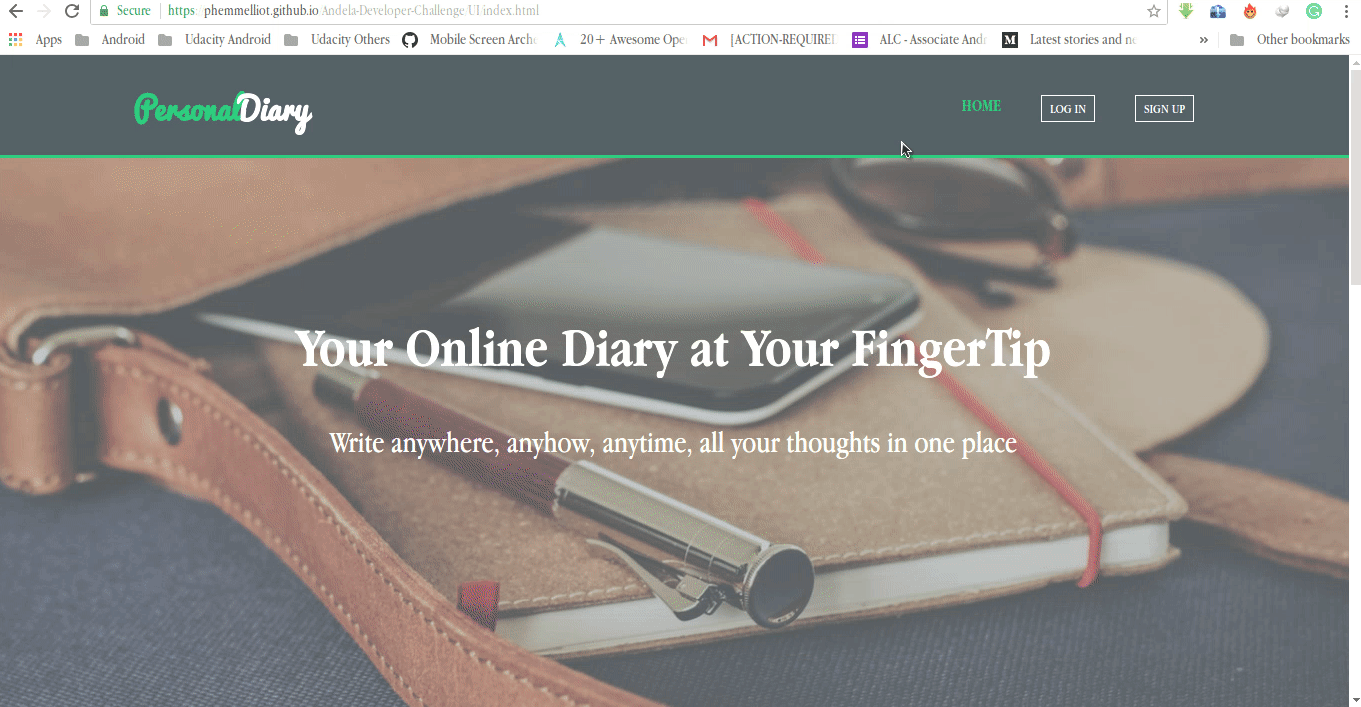 Secure https: phemmelliot.github.io Andela-Developer-Challenge UI index.html
Apps Android Udacity Android Udacity Others Mobile Screen Arch 20+ Awesome Ope [ACTION-REQUIRED ALC - Associate And M Latest stories and n » Other bookmarks
PersonalDiary HOME LOG IN SIGN UP
Your Online Diary at Your FingerTip
Write anywhere, anyhow, anytime, all your thoughts in one place